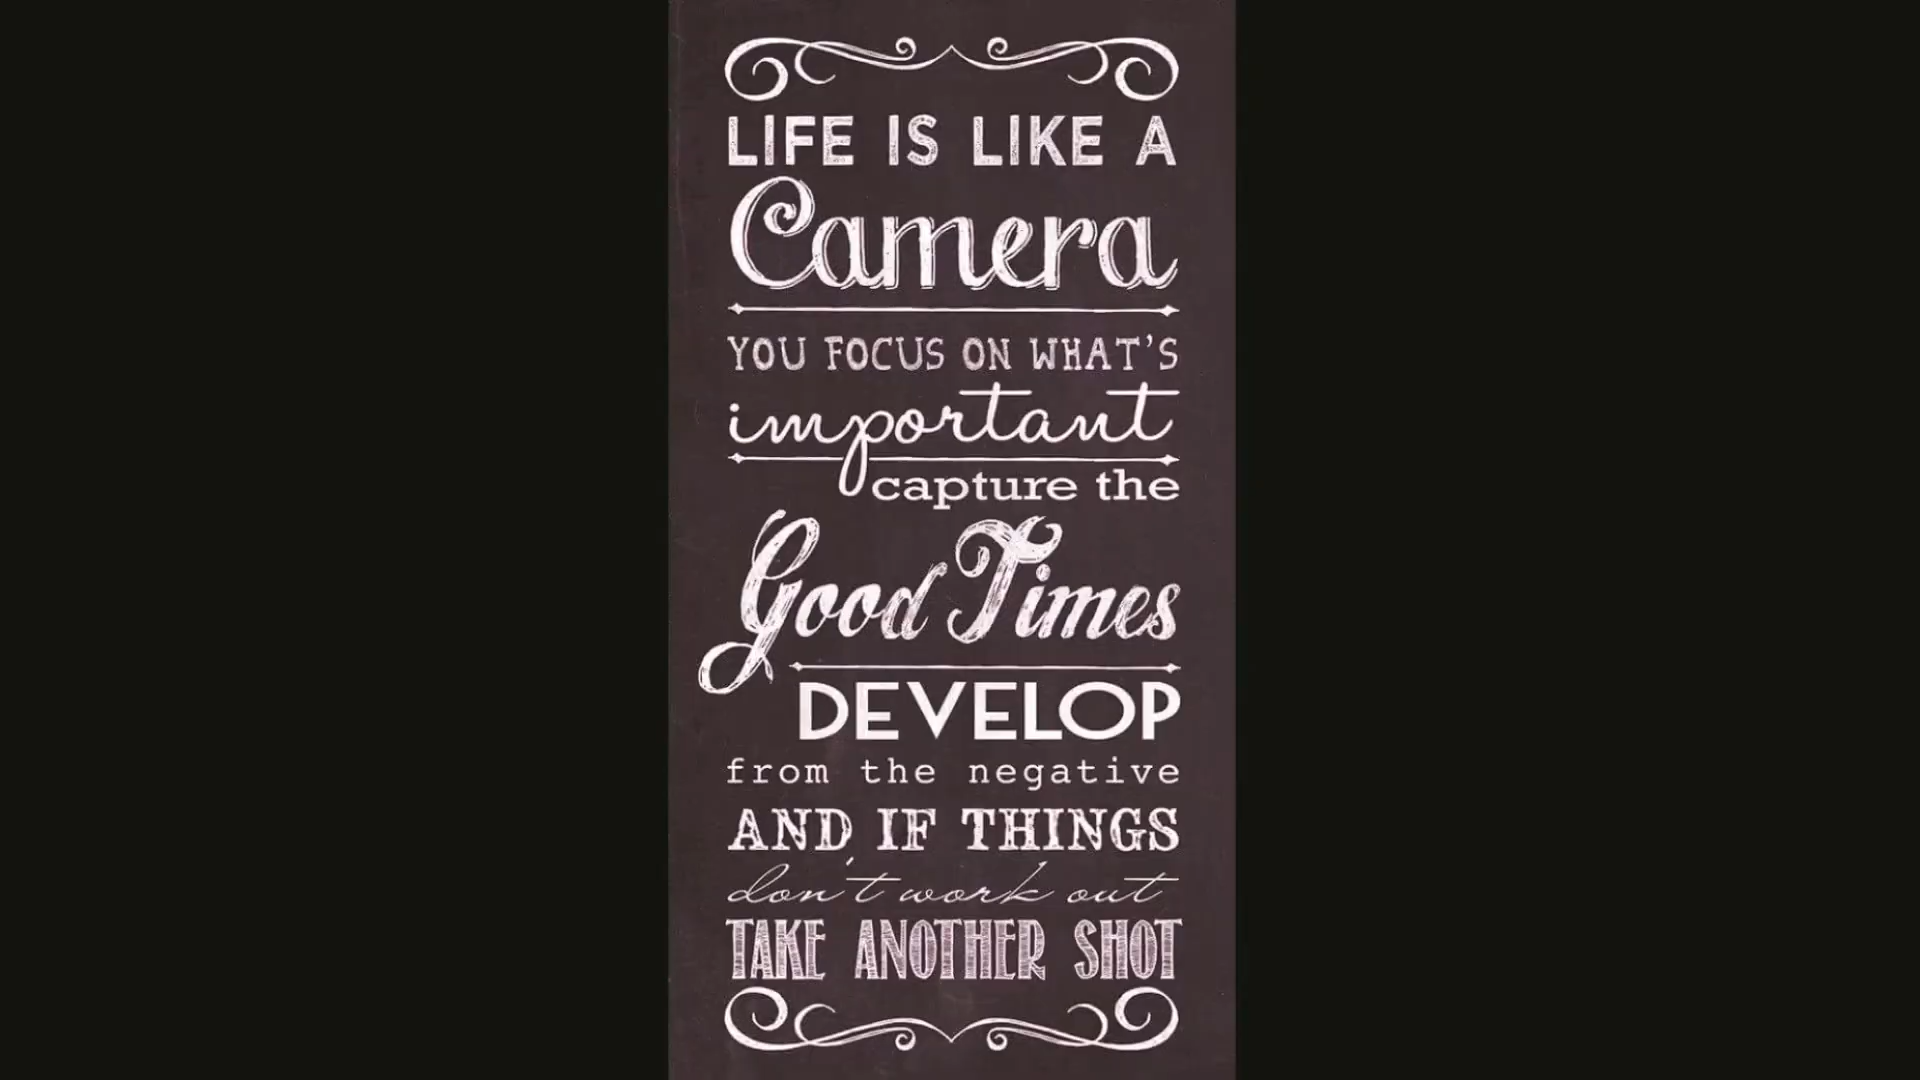 LIFE IS LIKE A
Camera
YOU FOCUS ON WHAT'S
important
capture the
Good Times
DEVELOP
from the negative
AND IF THINGS
don't work out
TAKE ANOTHER SHOT